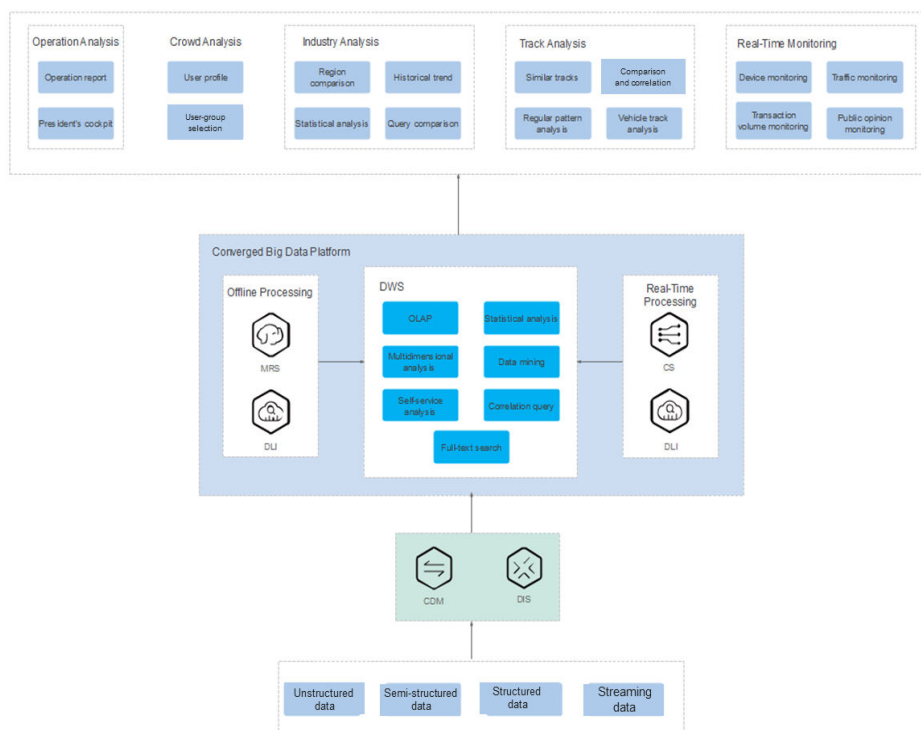 Operation Analysis
Crowd Analysis
Industry Analysis
Track Analysis
Real-Time Monitoring
Operation report
User profile
Region
comparison
Historical trend
Similar tracks
Comparison
and correlation
Device monitoring
Traffic monitoring
President's cockpit
User-group
selection
Statistical analysis
Query comparison
Regular pattern
analysis
Vehicle track
analysis
Transaction
volume monitoring
Public opinion
monitoring
Converged Big Data Platform
Offline Processing
MRS
DLI
DWS
OLAP
Statistical analysis
Multidimensional
analysis
Data mining
Self-service
analysis
Correlation query
Full-text search
Real-Time
Processing
CS
DLI
CDM
DIS
Unstructured
data
Semi-structured
data
Structured
data
Streaming
data